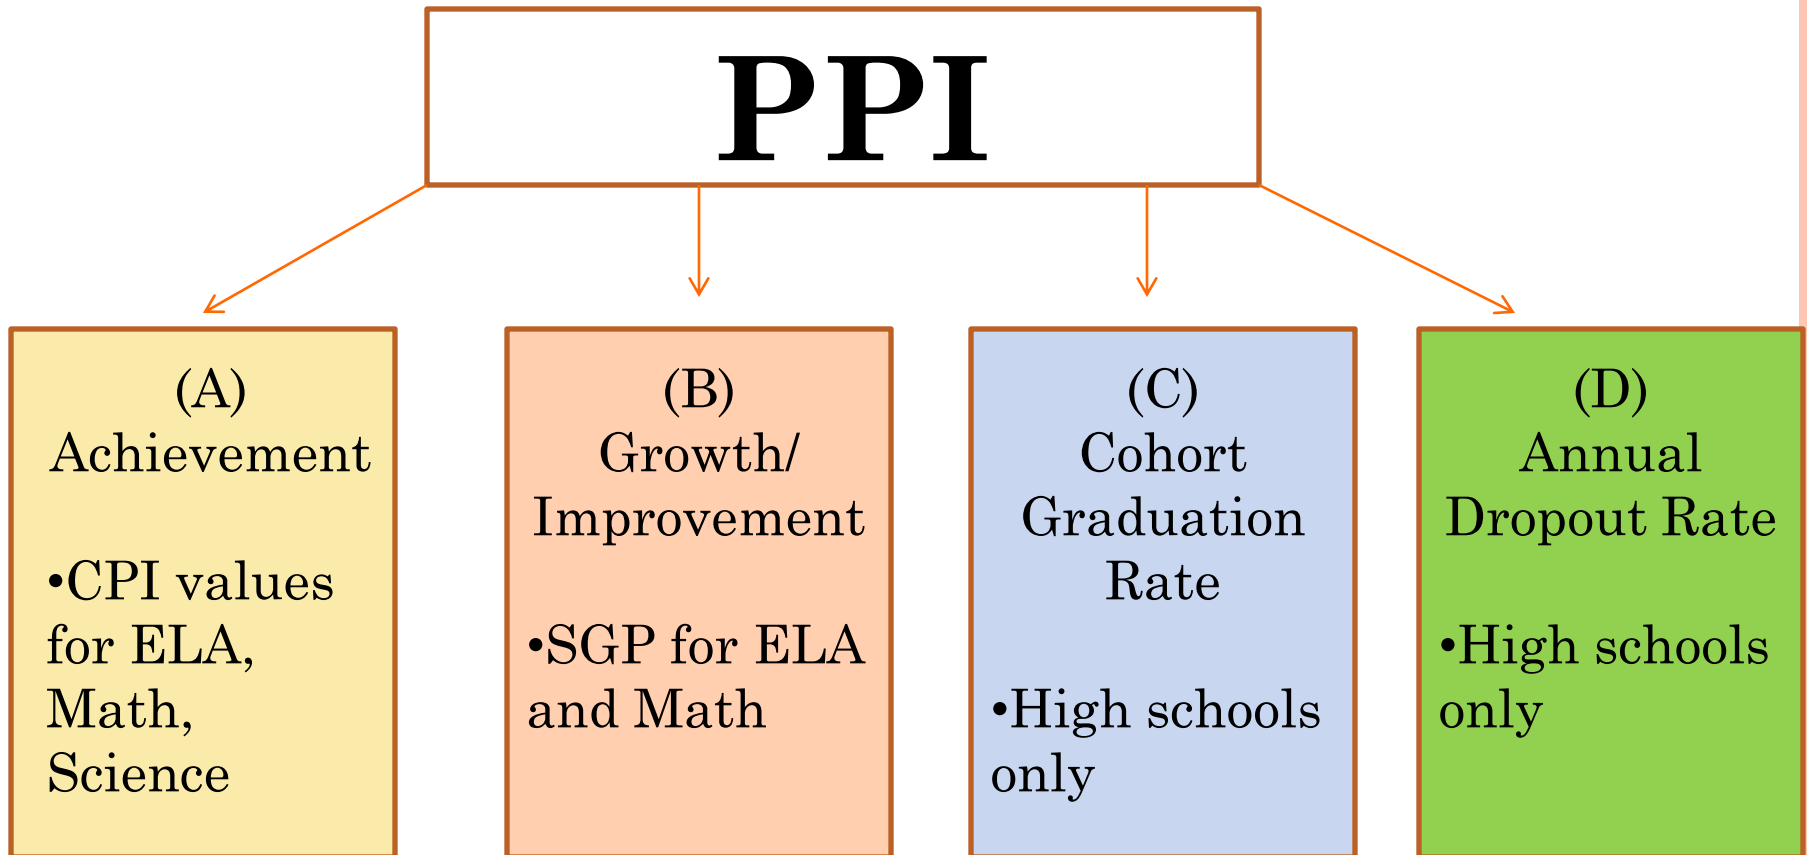 PPI
(A)
Achievement
•CPI values
for ELA,
Math,
Science
(B)
Growth/
Improvement
•SGP for ELA
and Math
(C)
Cohort
Graduation
Rate
•High schools
only
(D)
Annual
Dropout Rate
•High schools
only